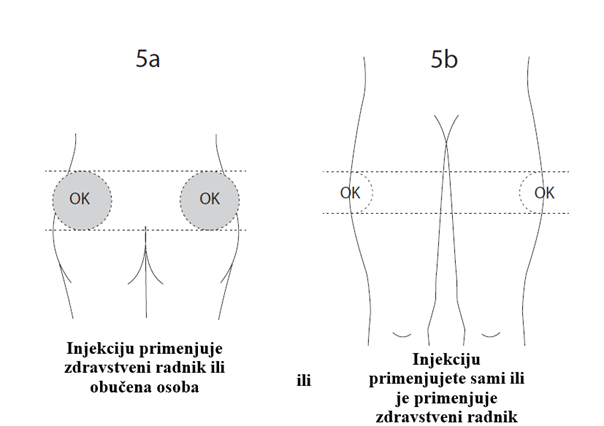 5a
OK
OK
Injekciju primenjuje
zdravstveni radnik ili
obučena osoba
ili
5b
OK
OK
Injekciju
primenjujete sami ili
je primenjuje
zdravstveni radnik